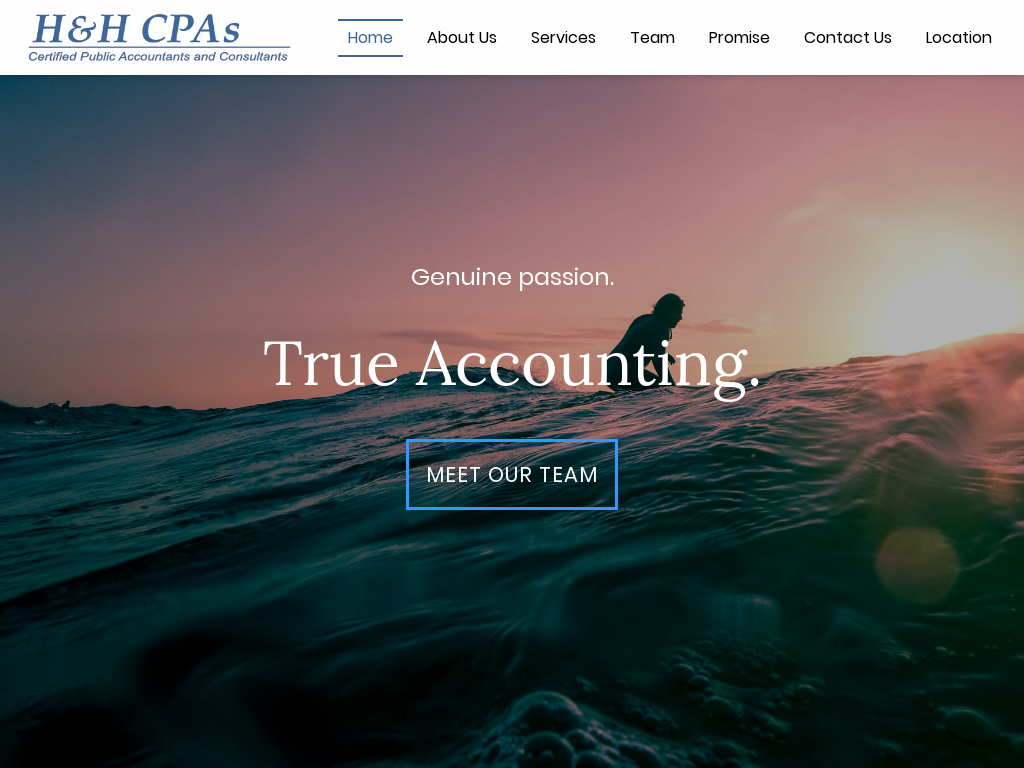 H&H CPAs
Certified Public Accountants and Consultants
Home About Us Services Team Promise Contact Us Location
Genuine passion.
True Accounting.
MEET OUR TEAM